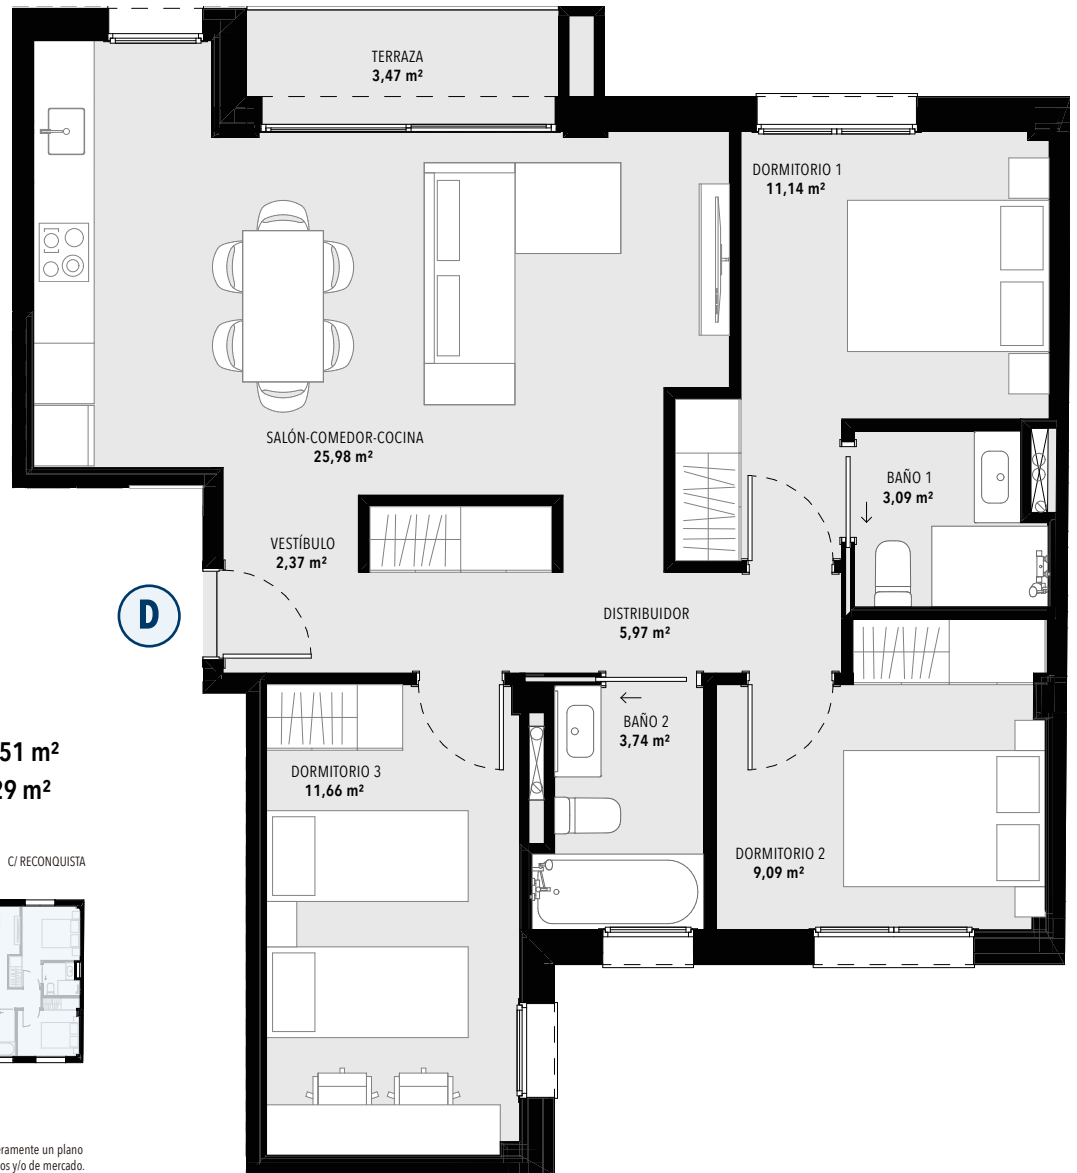 TERRAZA
3,47 m²
DORMITORIO 1
11,14 m²
SALÓN-COMEDOR-COCINA
25,98 m²
BAÑO 1
3,09 m²
VESTÍBULO
2,37 m²
D
DISTRIBUIDOR
5,97 m²
BAÑO 2
3,74 m²
51 m²
29 m²
DORMITORIO 3
11,66 m²
DORMITORIO 2
9,09 m²
C/ RECONQUISTA
eramente un plano
os y/o de mercado.